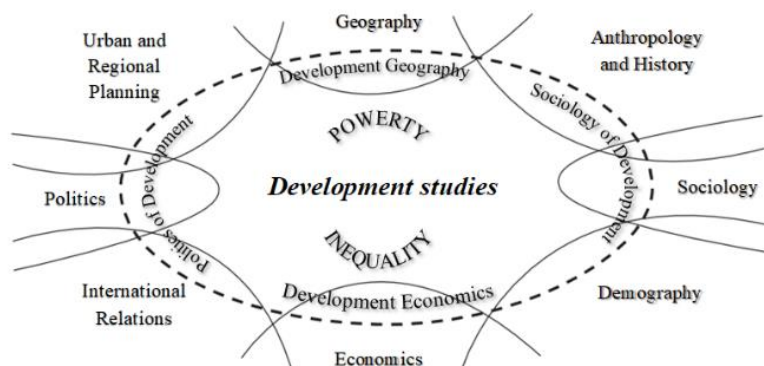 Geography
Urban and
Regional
Planning
Anthropology
and History
Development Geography
Sociology of Development
POWERTY
Politics of Development
Development studies
Politics
Sociology
INEQUALITY
Development Economics
International
Relations
Demography
Economics